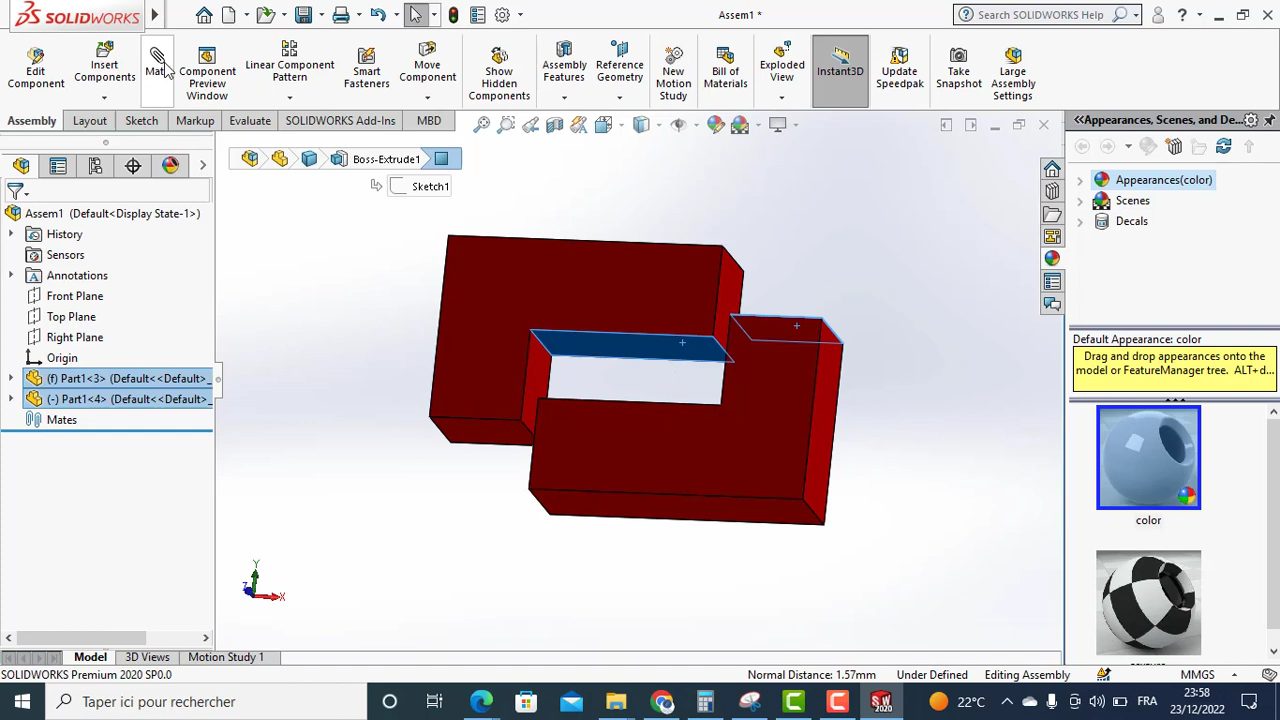 SOLIDWORKS
Assem1 *
Search SOLIDWORKS Help
Edit Component
Insert Components
Mate
Component Preview Window
Linear Component Pattern
Smart Fasteners
Move Component
Show Hidden Components
Assembly Features
Reference Geometry
New Motion Study
Bill of Materials
Exploded View
Instant3D
Update Speedpak
Take Snapshot
Large Assembly Settings
Assembly
Layout
Sketch
Markup
Evaluate
SOLIDWORKS Add-Ins
MBD
Boss-Extrude1
Sketch1
Assem1 (Default<Display State-1>)
History
Sensors
Annotations
Front Plane
Top Plane
Right Plane
Origin
(f) Part1<3> (Default<<Default>_
(-) Part1<4> (Default<<Default>_
Mates
Y
Z
X
Appearances, Scenes, and De...
Appearances(color)
Scenes
Decals
Default Appearance: color
Drag and drop appearances onto the
model or FeatureManager tree. ALT+d...
color
Model
3D Views
Motion Study 1
SOLIDWORKS Premium 2020 SP0.0
Normal Distance: 1.57mm
Under Defined
Editing Assembly
MMGS
Taper ici pour rechercher
SW
2020
22°C
FRA
23:58
23/12/2022